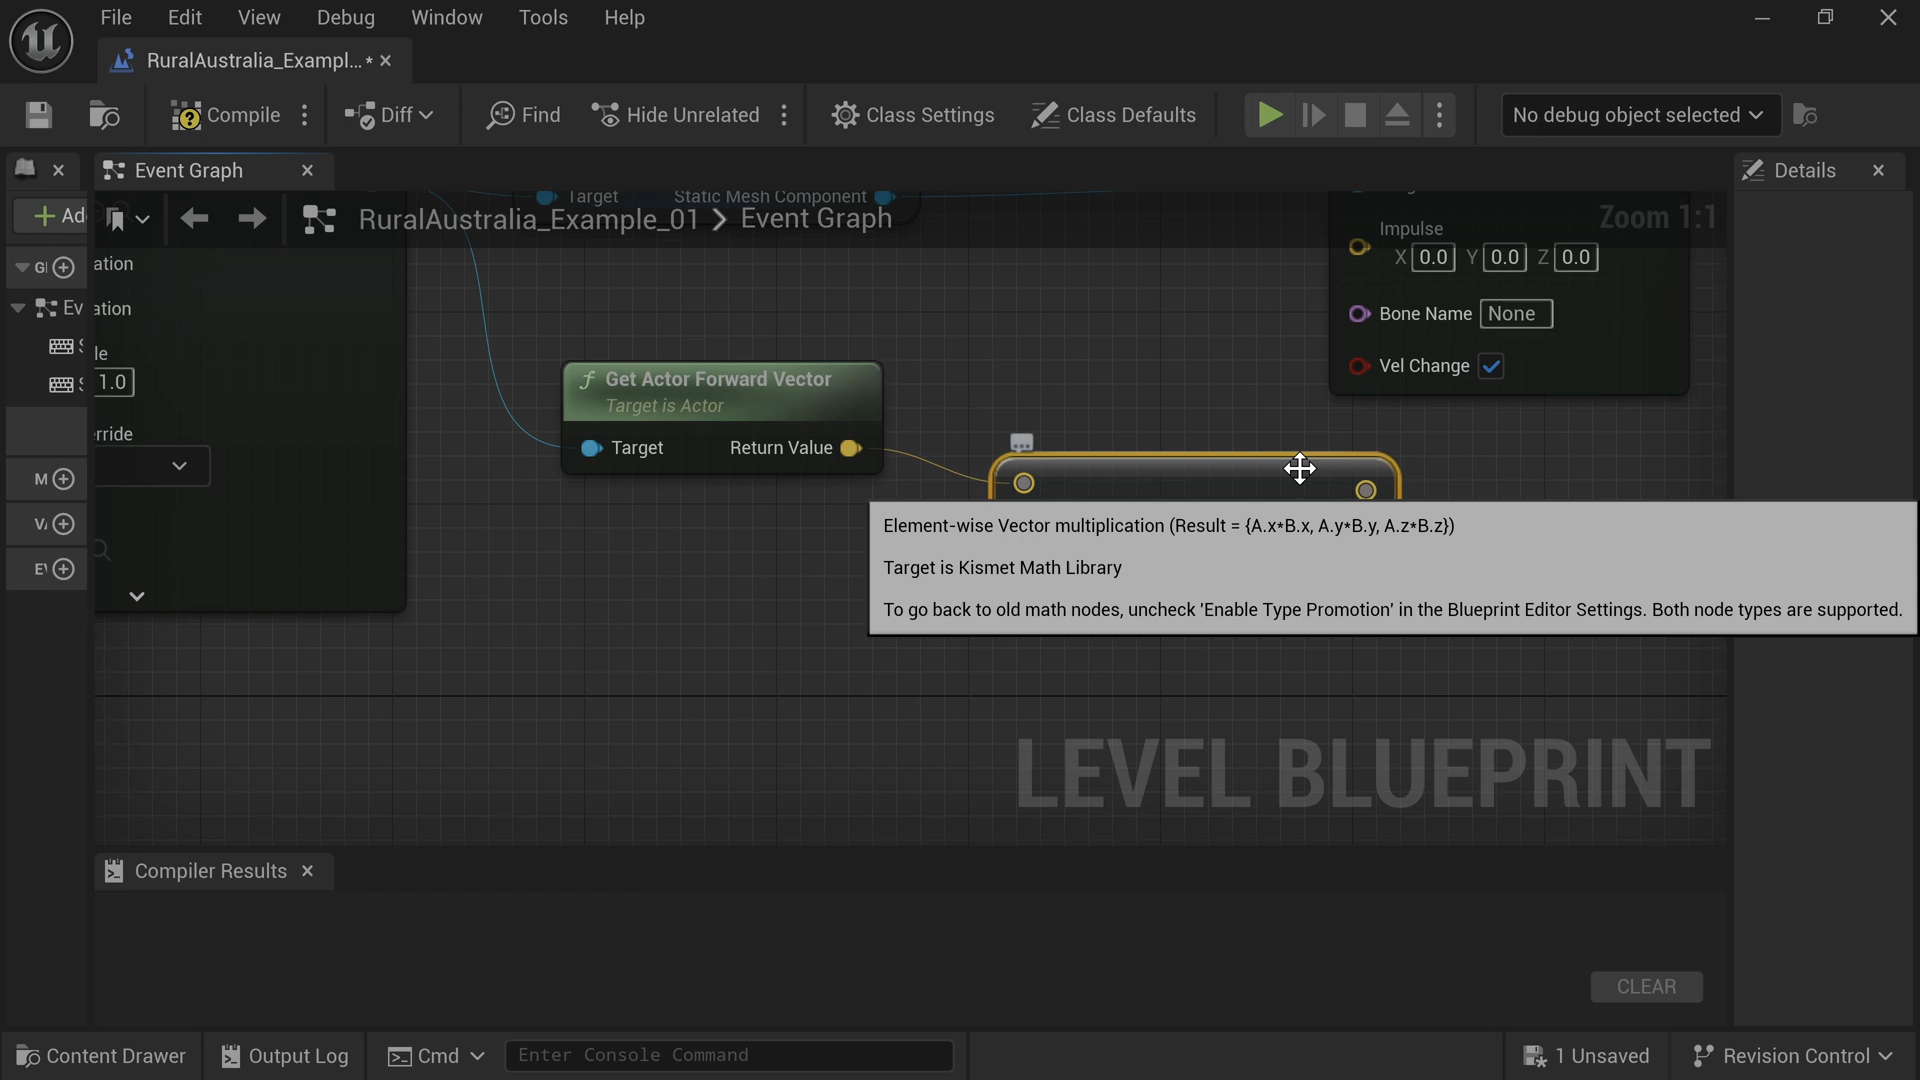 File Edit View Debug Window Tools Help
RuralAustralia_Exampl...*
Compile Diff Find Hide Unrelated Class Settings Class Defaults No debug object selected
Event Graph Details
Add
RuralAustralia_Example_01 > Event Graph Zoom 1:1
Target Static Mesh Component
ation
Ev
ation
le
1.0
rride
M
Impulse
X 0.0 Y 0.0 Z 0.0
Bone Name None
Vel Change
Get Actor Forward Vector
Target is Actor
Target Return Value
Element-wise Vector multiplication (Result = {A.x*B.x, A.y*B.y, A.z*B.z})
Target is Kismet Math Library
To go back to old math nodes, uncheck 'Enable Type Promotion' in the Blueprint Editor Settings. Both node types are supported.
LEVEL BLUEPRINT
Compiler Results
CLEAR
Content Drawer Output Log Cmd Enter Console Command 1 Unsaved Revision Control